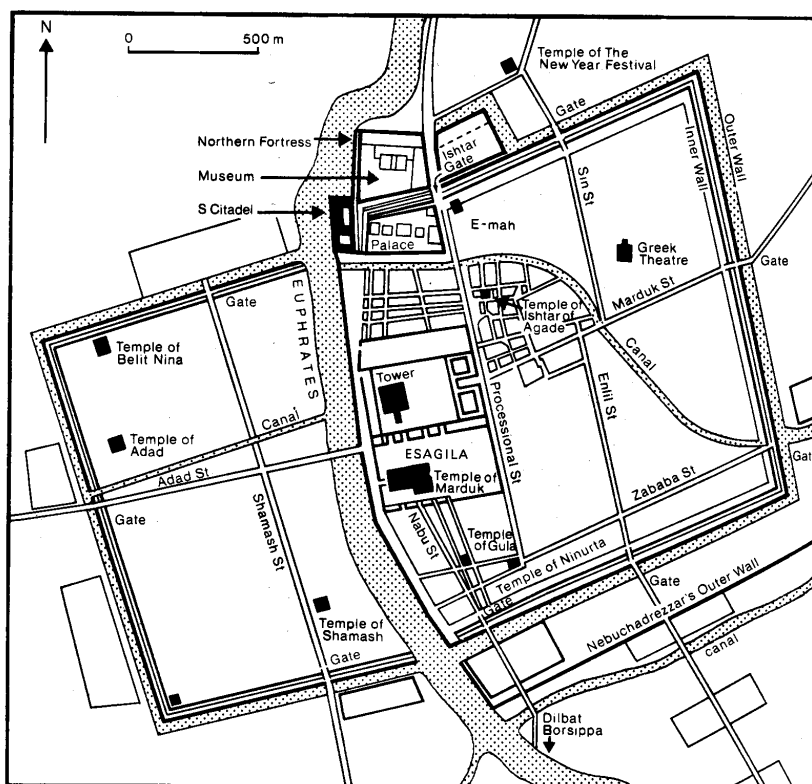 N
0 500 m
Temple of The
New Year Festival
Gate
Outer Wall
Inner Wall
Northern Fortress
Ishtar
Gate
Museum
Sin St
S Citadel
E-mah
Palace
Greek
Theatre
Gate
Marduk St
Gate
EUPHRATES
Temple of
Ishtar of
Agade
Canal
Temple of
Belit Nina
Tower
Processional St
Enlil St
Canal
Temple of
Adad
ESAGILA
Adad St
Temple of
Marduk
Gate
Zababa St
Gate
Shamash St
Nabu St
Temple
of Gula
Temple of Ninurta
Gate
Gate
Temple of
Shamash
Nebuchadrezzar's Outer Wall
Gate
canal
Dilbat
Borsippa